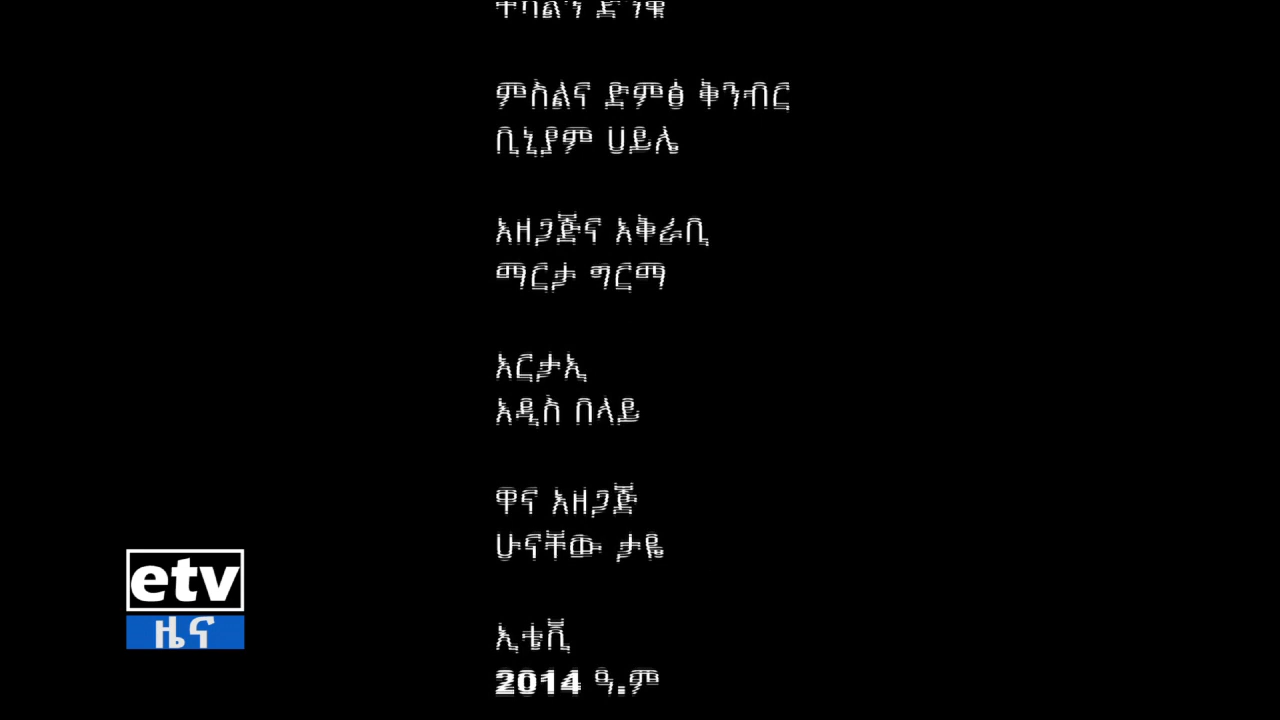 ምስልና ድምፅ ቅንብር
ቢኒያም ሀይሌ
አዘጋጅና አቅራቢ
ማርታ ግርማ
አርታኢ
አዲስ በላይ
ዋና አዘጋጅ
ሁናቸው ታዬ
ኢቲቪ
2014 ዓ.ም
etv
ዜና